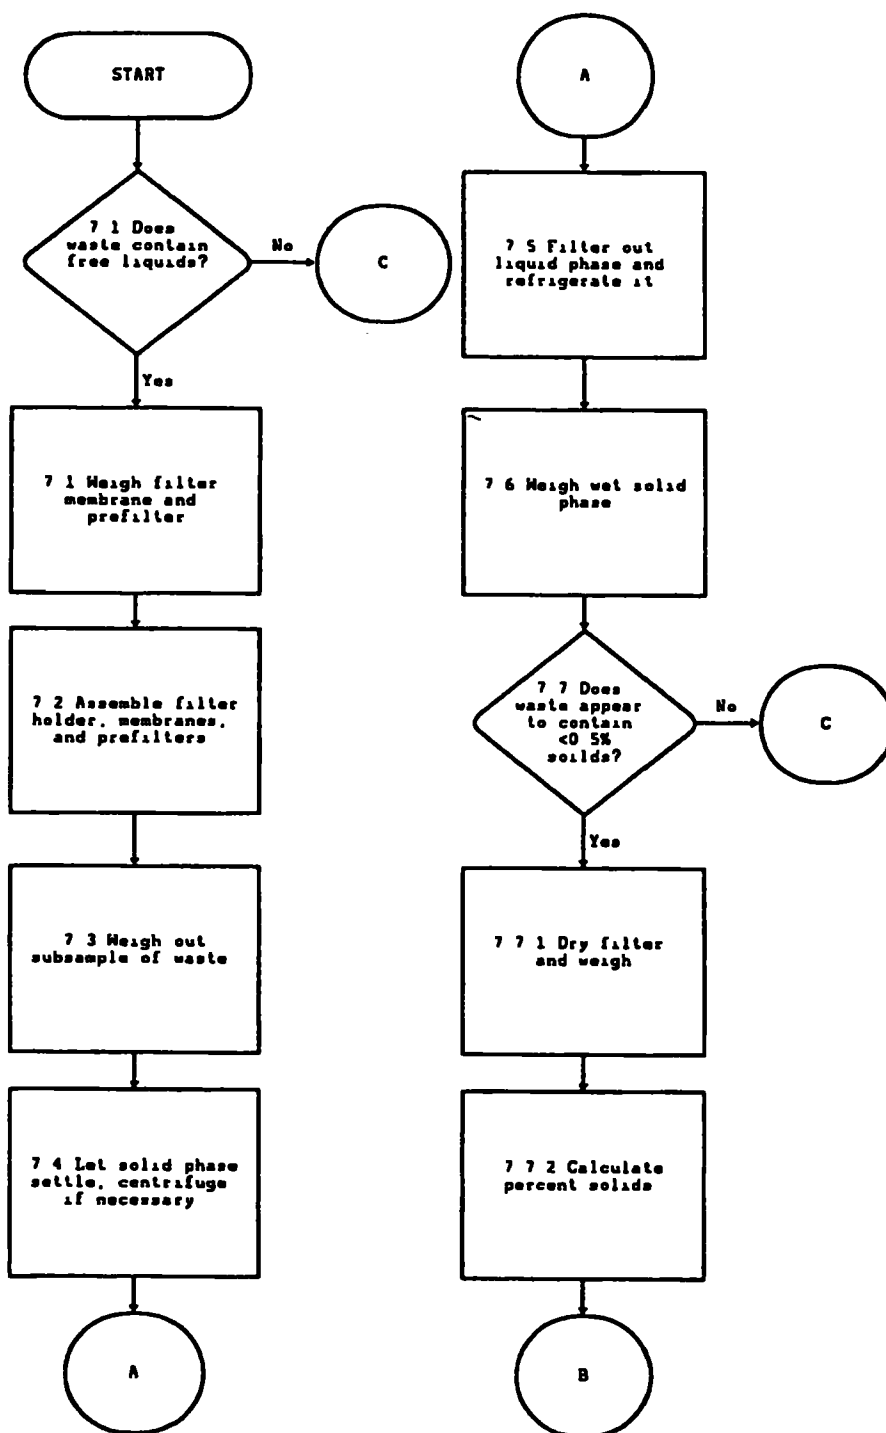 START
7 1 Does
waste contain
free liquids?
No
C
Yes
7 1 Weigh filter
membrane and
prefilter
7 2 Assemble filter
holder, membranes,
and prefilters
7 3 Weigh out
subsample of waste
7 4 Let solid phase
settle, centrifuge
if necessary
A
A
7 5 Filter out
liquid phase and
refrigerate it
7 6 Weigh wet solid
phase
7 7 Does
waste appear
to contain
<0 5%
soilds?
No
C
Yes
7 7 1 Dry filter
and weigh
7 7 2 Calculate
percent solids
B